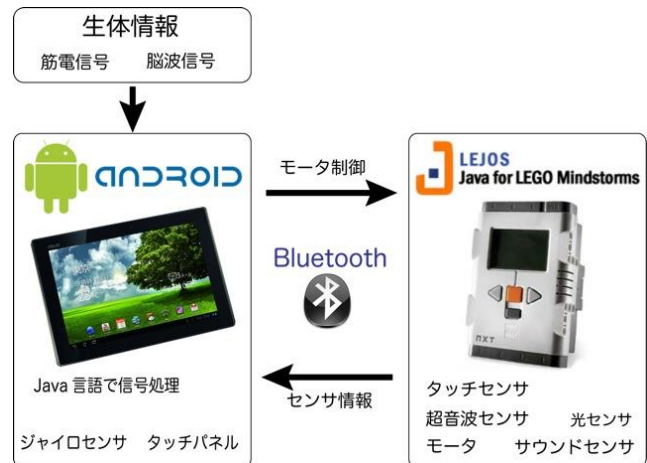 生体情報
筋電信号 脳波信号
ANDROID
モータ制御
LEJOS
Java for LEGO Mindstorms
Bluetooth
NXT
Java 言語で信号処理
センサ情報
ジャイロセンサ タッチパネル
タッチセンサ
超音波センサ 光センサ
モータ サウンドセンサ